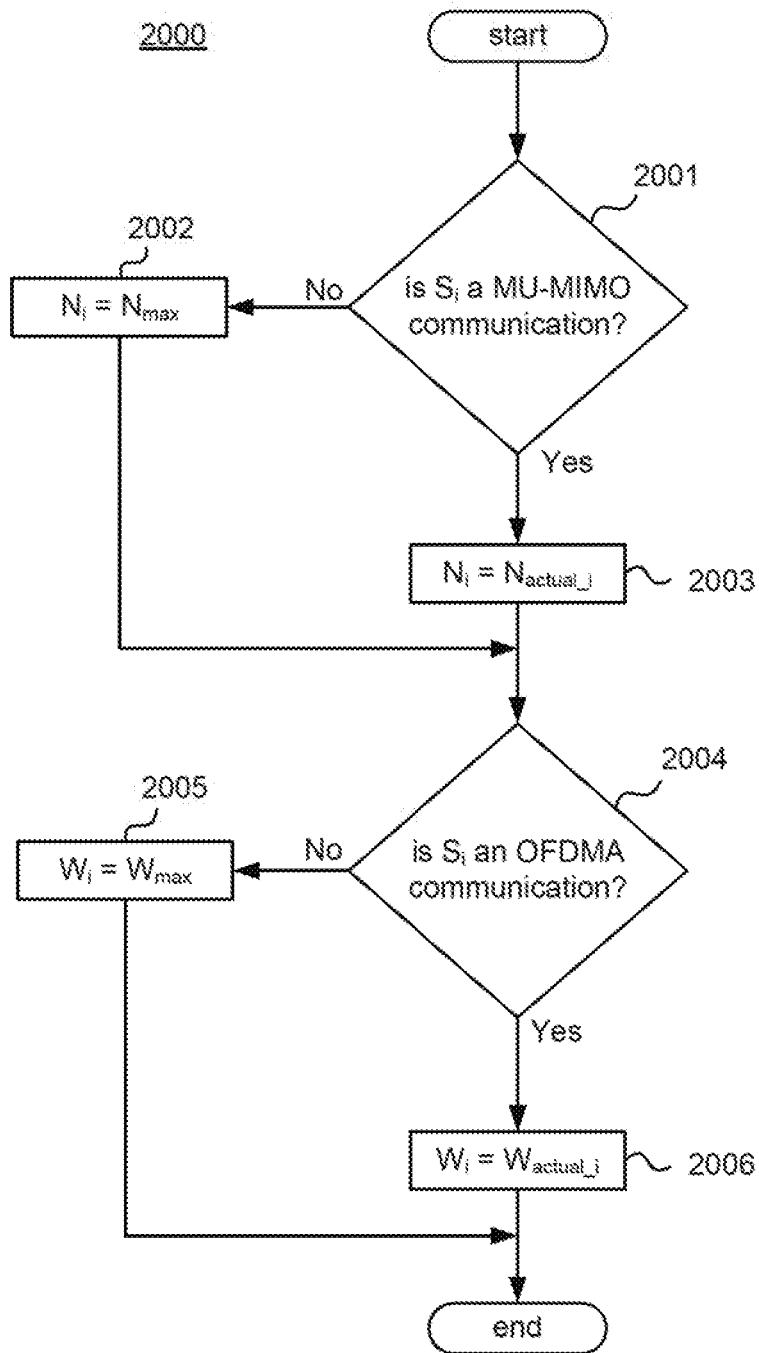 2000
start
2001
is Sᵢ a MU-MIMO
communication?
No
2002
Nᵢ = Nmax
Yes
Nᵢ = Nactual_i
2003
2004
is Sᵢ an OFDMA
communication?
No
2005
Wᵢ = Wmax
Yes
Wᵢ = Wactual_i
2006
end